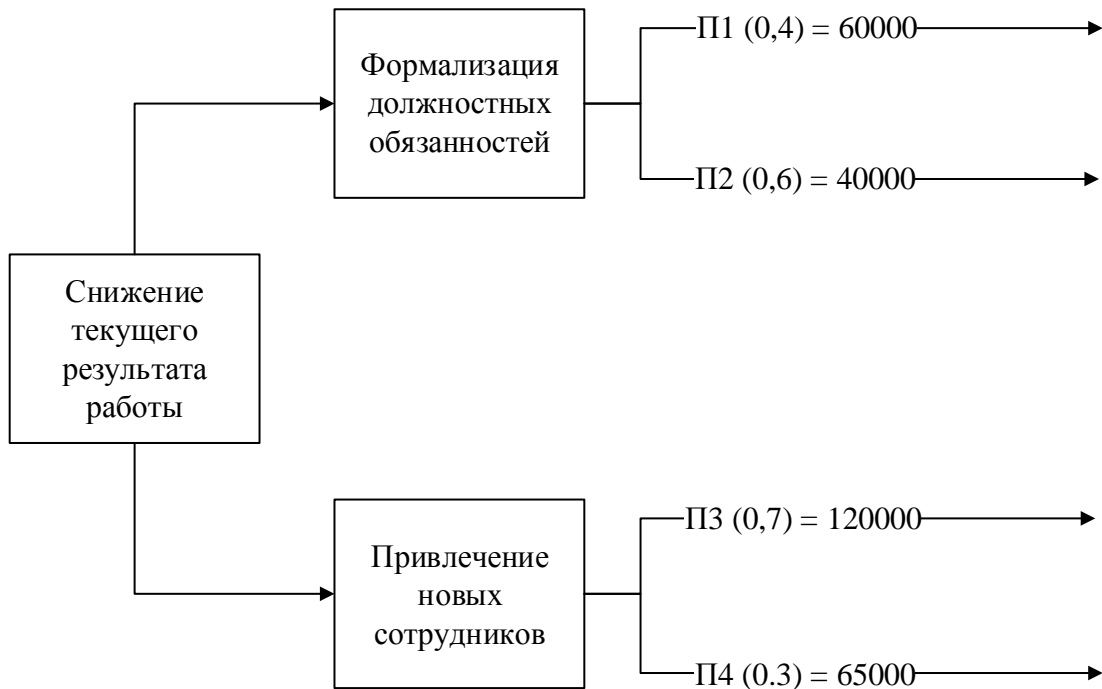 П1 (0,4) = 60000
Формализация
должностных
обязанностей
П2 (0,6) = 40000
Снижение
текущего
результата
работы
П3 (0,7) = 120000
Привлечение
новых
сотрудников
П4 (0.3) = 65000